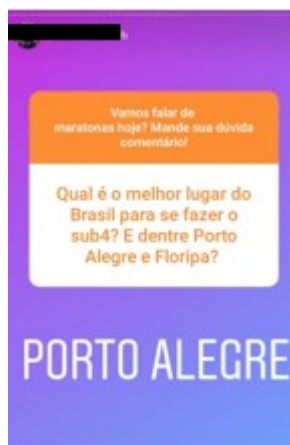 Vamos falar de
maratonas hoje? Mande sua dúvida
comentário!
Qual é o melhor lugar do
Brasil para se fazer o
sub4? E dentre Porto
Alegre e Floripa?
PORTO ALEGRE